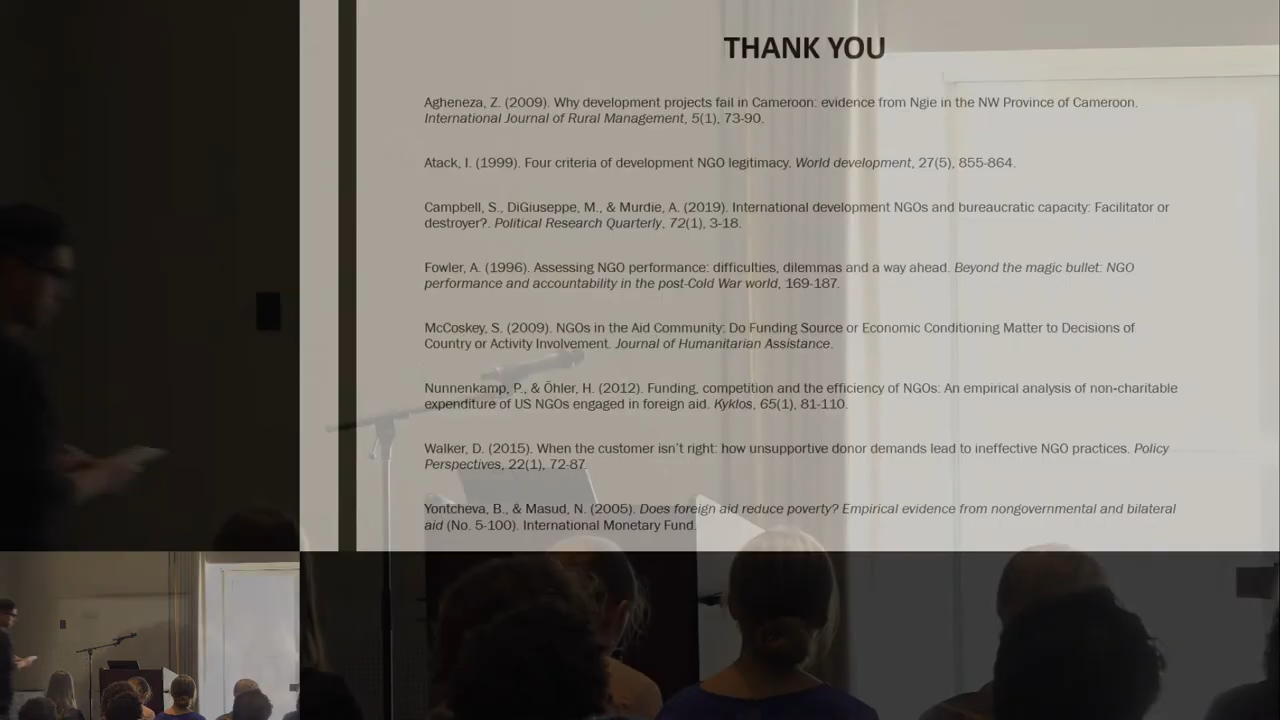 THANK YOU
Agheneza, Z. (2009). Why development projects fail in Cameroon: evidence from Ngie in the NW Province of Cameroon.
International Journal of Rural Management, 5(1), 73-90.
Atack, I. (1999). Four criteria of development NGO legitimacy. World development, 27(5), 855-864.
Campbell, S., DiGiuseppe, M., & Murdie, A. (2019). International development NGOs and bureaucratic capacity: Facilitator or
destroyer?. Political Research Quarterly, 72(1), 3-18.
Fowler, A. (1996). Assessing NGO performance: difficulties, dilemmas and a way ahead. Beyond the magic bullet: NGO
performance and accountability in the post-Cold War world, 169-187.
McCoskey, S. (2009). NGOs in the Aid Community: Do Funding Source or Economic Conditioning Matter to Decisions of
Country or Activity Involvement. Journal of Humanitarian Assistance.
Nunnenkamp, P., & Öhler, H. (2012). Funding, competition and the efficiency of NGOs: An empirical analysis of non-charitable
expenditure of US NGOs engaged in foreign aid. Kyklos, 65(1), 81-110.
Walker, D. (2015). When the customer isn't right: how unsupportive donor demands lead to ineffective NGO practices. Policy
Perspectives, 22(1), 72-87.
Yontcheva, B., & Masud, N. (2005). Does foreign aid reduce poverty? Empirical evidence from nongovernmental and bilateral
aid (No. 5-100). International Monetary Fund.